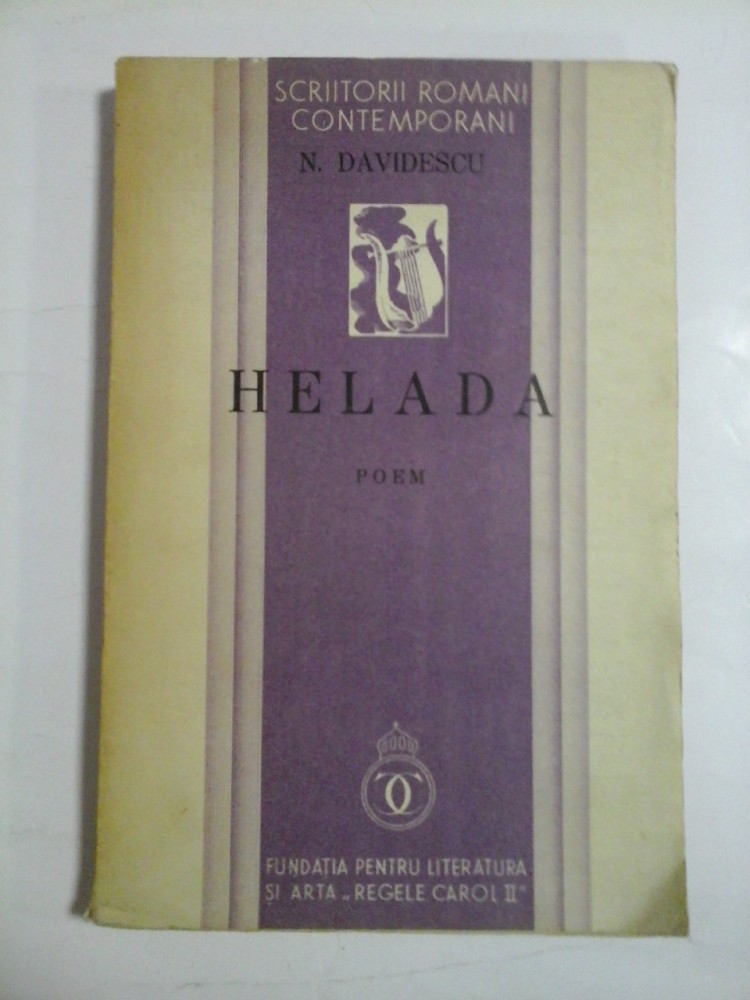 SCRIITORII ROMANI
CONTEMPORANI
N. DAVIDESCU
HELADA
POEM
FUNDAȚIA PENTRU LITERATURA
ȘI ARTA „REGELE CAROL II“